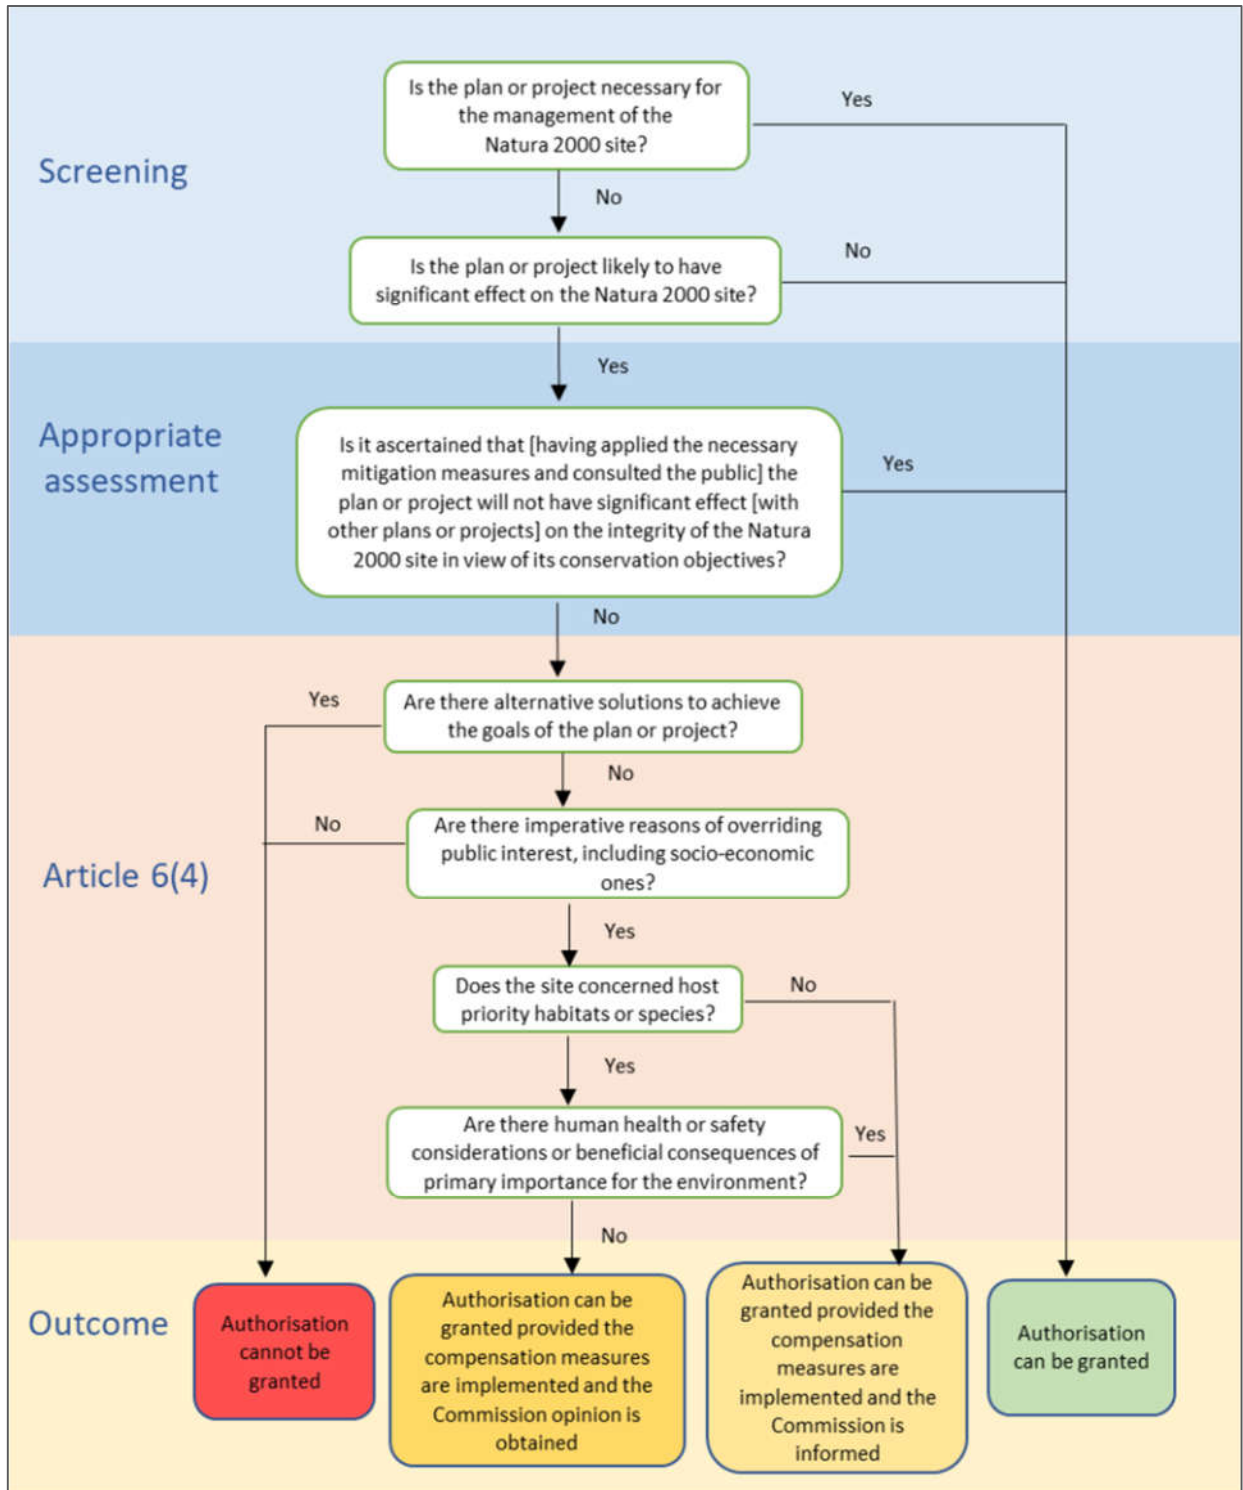 Is the plan or project necessary for
the management of the
Natura 2000 site?
Yes
Screening
No
Is the plan or project likely to have
significant effect on the Natura 2000 site?
No
Yes
Appropriate
assessment
Is it ascertained that [having applied the necessary
mitigation measures and consulted the public] the
plan or project will not have significant effect [with
other plans or projects] on the integrity of the Natura
2000 site in view of its conservation objectives?
Yes
No
Are there alternative solutions to achieve
the goals of the plan or project?
Yes
No
Article 6(4)
Are there imperative reasons of overriding
public interest, including socio-economic
ones?
No
Yes
Does the site concerned host
priority habitats or species?
No
Yes
Are there human health or safety
considerations or beneficial consequences of
primary importance for the environment?
Yes
No
Outcome
Authorisation
cannot be
granted
Authorisation can be
granted provided the
compensation measures
are implemented and the
Commission opinion is
obtained
Authorisation can be
granted provided the
compensation
measures are
implemented and the
Commission is
informed
Authorisation
can be granted